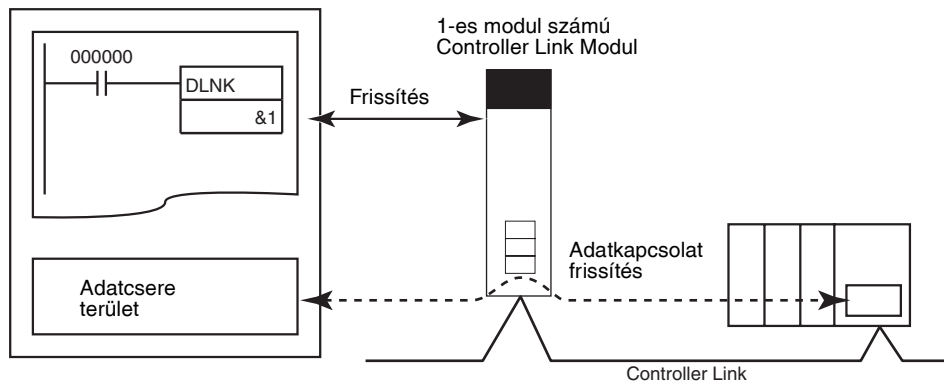 1-es modul számú
Controller Link Modul
000000
DLNK
&1
Frissítés
Adatkapcsolat
frissítés
Adatcsere
terület
Controller Link